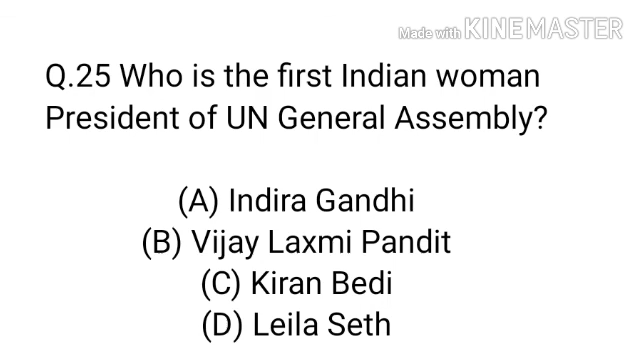 Made with KINEMASTER
Q.25 Who is the first Indian woman
President of UN General Assembly?
(A) Indira Gandhi
(B) Vijay Laxmi Pandit
(C) Kiran Bedi
(D) Leila Seth